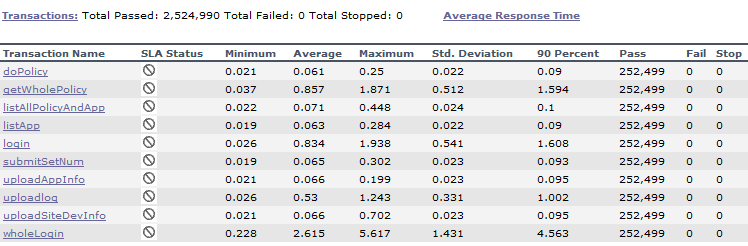 Transactions: Total Passed: 2,524,990 Total Failed: 0 Total Stopped: 0 Average Response Time
Transaction Name SLA Status Minimum Average Maximum Std. Deviation 90 Percent Pass Fail Stop
doPolicy 0.021 0.061 0.25 0.022 0.09 252,499 0 0
getWholePolicy 0.037 0.857 1.871 0.512 1.594 252,499 0 0
listAllPolicyAndApp 0.022 0.071 0.448 0.024 0.1 252,499 0 0
listApp 0.019 0.063 0.284 0.022 0.09 252,499 0 0
login 0.026 0.834 1.938 0.541 1.608 252,499 0 0
submitSetNum 0.019 0.065 0.302 0.023 0.093 252,499 0 0
uploadAppInfo 0.021 0.066 0.199 0.023 0.095 252,499 0 0
uploadlog 0.026 0.53 1.243 0.331 1.002 252,499 0 0
uploadSiteDevInfo 0.021 0.066 0.702 0.023 0.095 252,499 0 0
wholeLogin 0.228 2.615 5.617 1.431 4.563 252,499 0 0